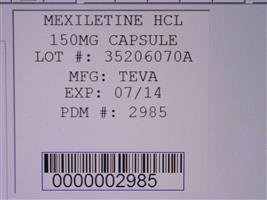 MEXILETINE HCL
150MG CAPSULE
LOT #: 35206070A
MFG: TEVA
EXP: 07/14
PDM #: 2985
0000002985